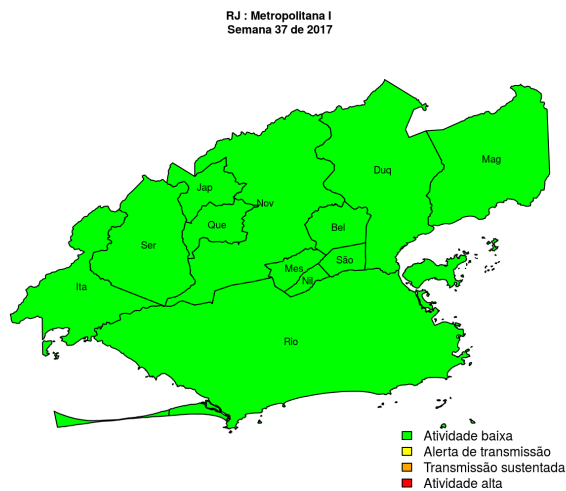 RJ : Metropolitana I
Semana 37 de 2017
Mag
Duq
Jap
Nov
Que
Bel
Ser
São
Mes
Nil
Ita
Rio
Atividade baixa
Alerta de transmissão
Transmissão sustentada
Atividade alta